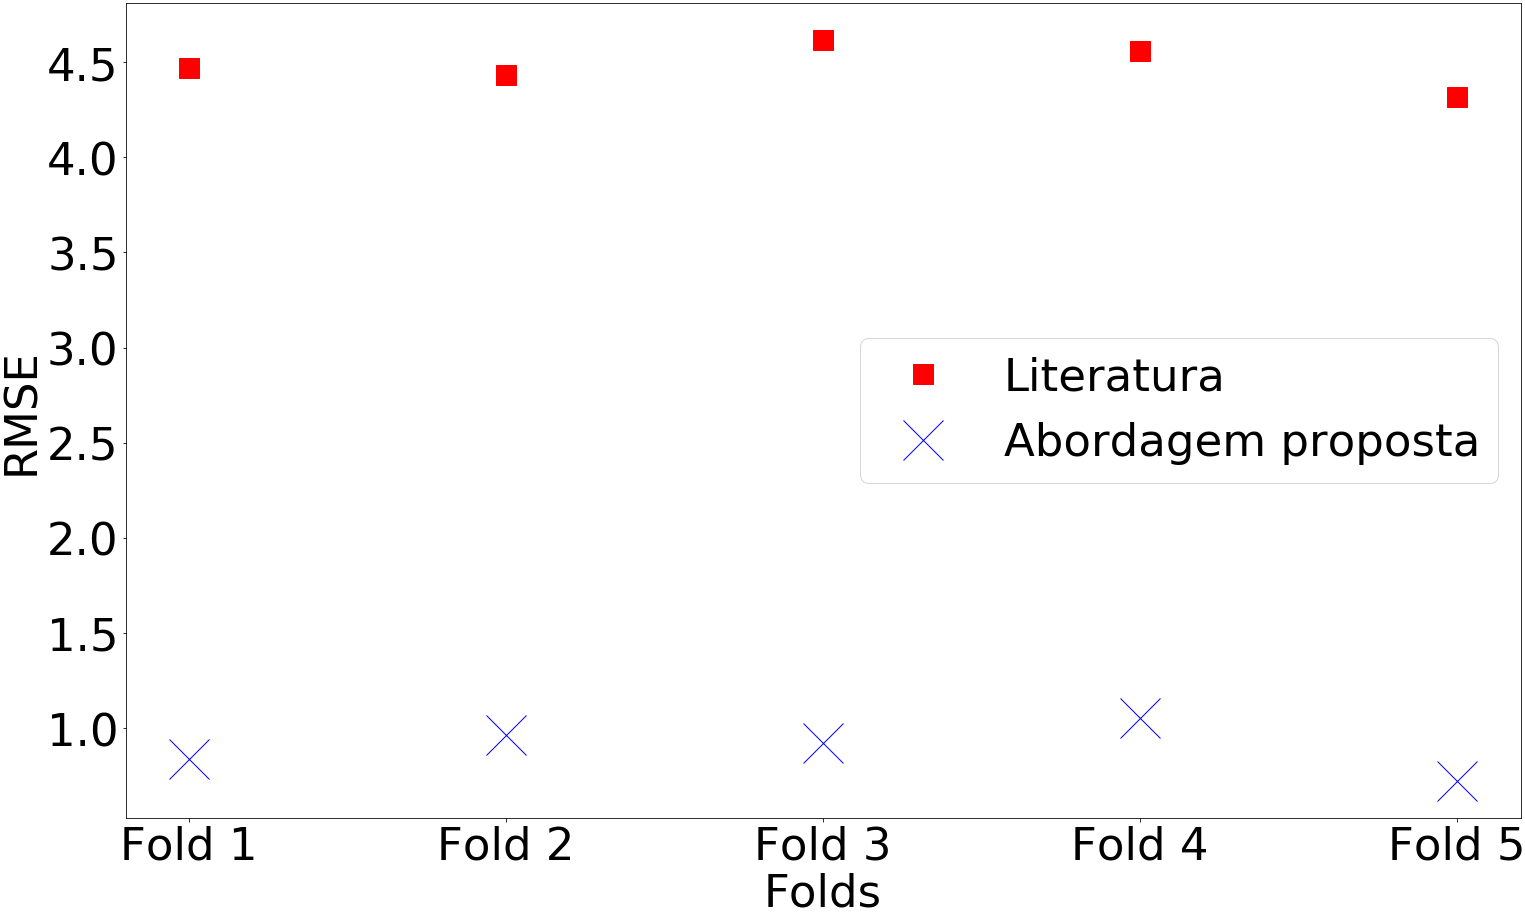 RMSE
4.5
4.0
3.5
3.0
2.5
2.0
1.5
1.0
Literatura
Abordagem proposta
Fold 1
Fold 2
Fold 3
Fold 4
Fold 5
Folds